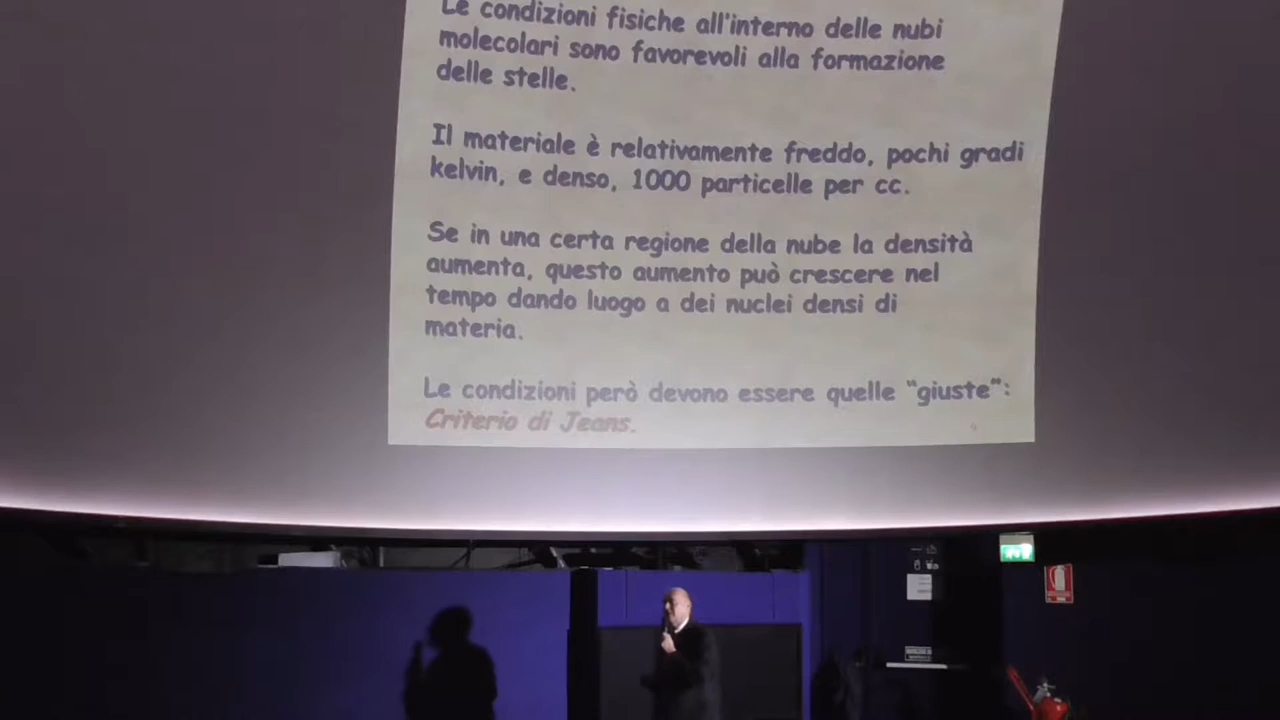 Le condizioni fisiche all'interno delle nubi
molecolari sono favorevoli alla formazione
delle stelle.
Il materiale è relativamente freddo, pochi gradi
kelvin, e denso, 1000 particelle per cc.
Se in una certa regione della nube la densità
aumenta, questo aumento può crescere nel
tempo dando luogo a dei nuclei densi di
materia.
Le condizioni però devono essere quelle "giuste":
Criterio di Jeans.